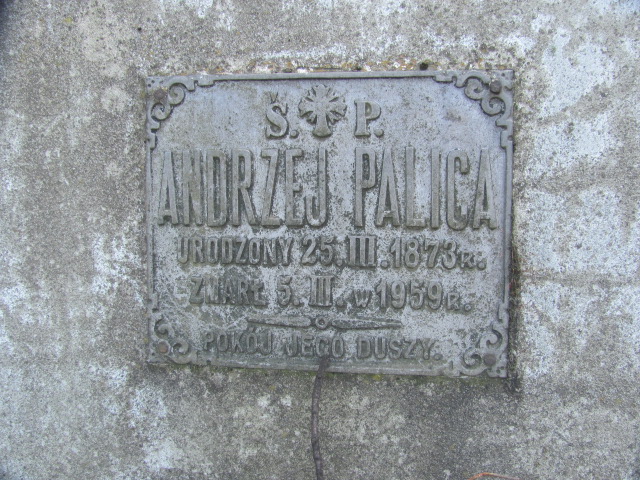 Ś. P.
ANDRZEJ PALICA
URODZONY 25. III. 1873 R.
ZMARŁ 5. III. W 1959 R.
POKÓJ JEGO DUSZY.